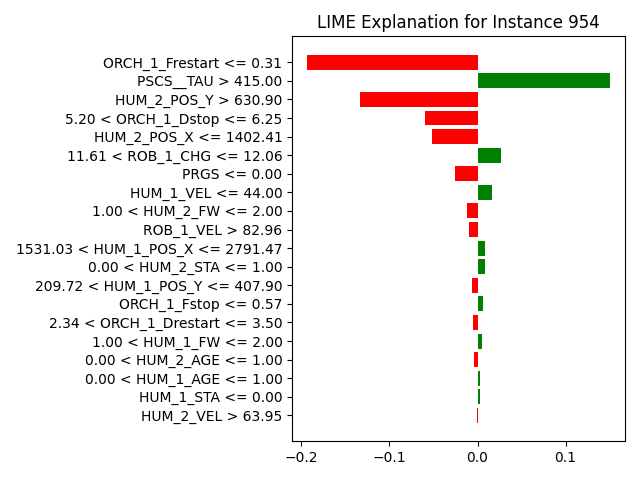 LIME Explanation for Instance 954
ORCH_1_Frestart <= 0.31
PSCS__TAU > 415.00
HUM_2_POS_Y > 630.90
5.20 < ORCH_1_Dstop <= 6.25
HUM_2_POS_X <= 1402.41
11.61 < ROB_1_CHG <= 12.06
PRGS <= 0.00
HUM_1_VEL <= 44.00
1.00 < HUM_2_FW <= 2.00
ROB_1_VEL > 82.96
1531.03 < HUM_1_POS_X <= 2791.47
0.00 < HUM_2_STA <= 1.00
209.72 < HUM_1_POS_Y <= 407.90
ORCH_1_Fstop <= 0.57
2.34 < ORCH_1_Drestart <= 3.50
1.00 < HUM_1_FW <= 2.00
0.00 < HUM_2_AGE <= 1.00
0.00 < HUM_1_AGE <= 1.00
HUM_1_STA <= 0.00
HUM_2_VEL > 63.95
−0.2 −0.1 0.0 0.1